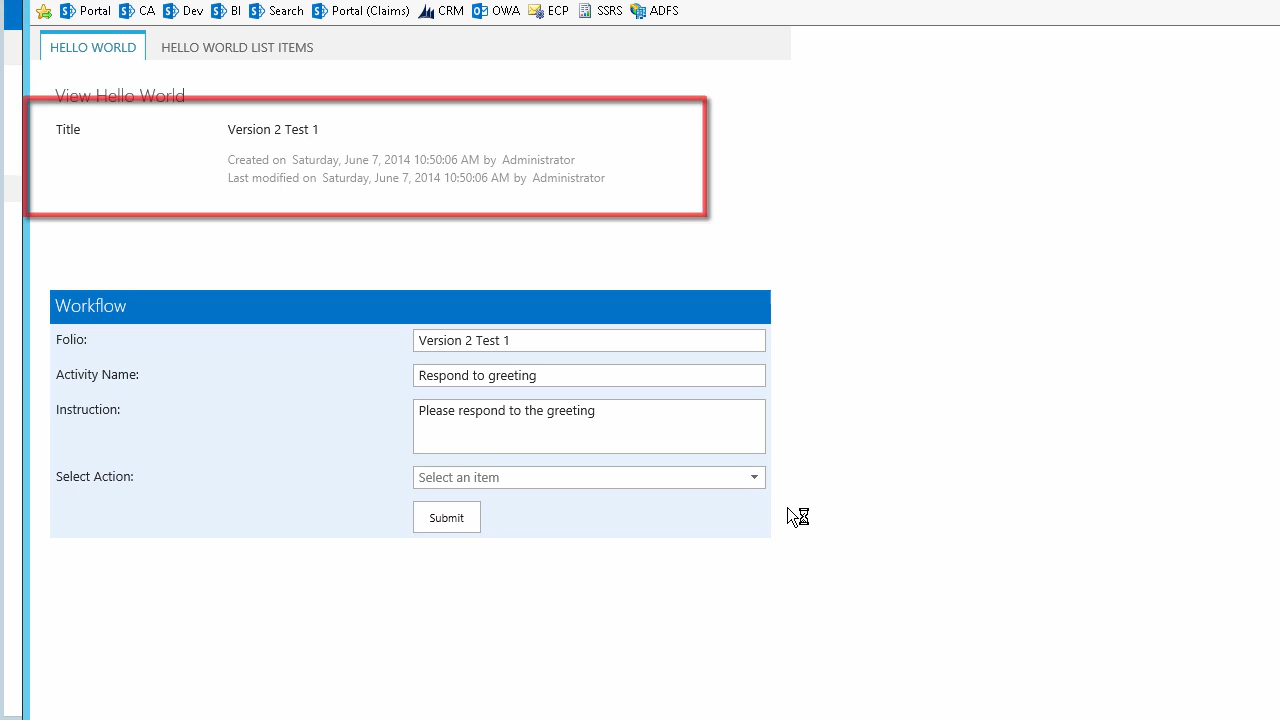 Portal CA Dev BI Search Portal (Claims) CRM OWA ECP SSRS ADFS
HELLO WORLD HELLO WORLD LIST ITEMS
View Hello World
Title Version 2 Test 1
Created on Saturday, June 7, 2014 10:50:06 AM by Administrator
Last modified on Saturday, June 7, 2014 10:50:06 AM by Administrator
Workflow
Folio: Version 2 Test 1
Activity Name: Respond to greeting
Instruction: Please respond to the greeting
Select Action: Select an item
Submit